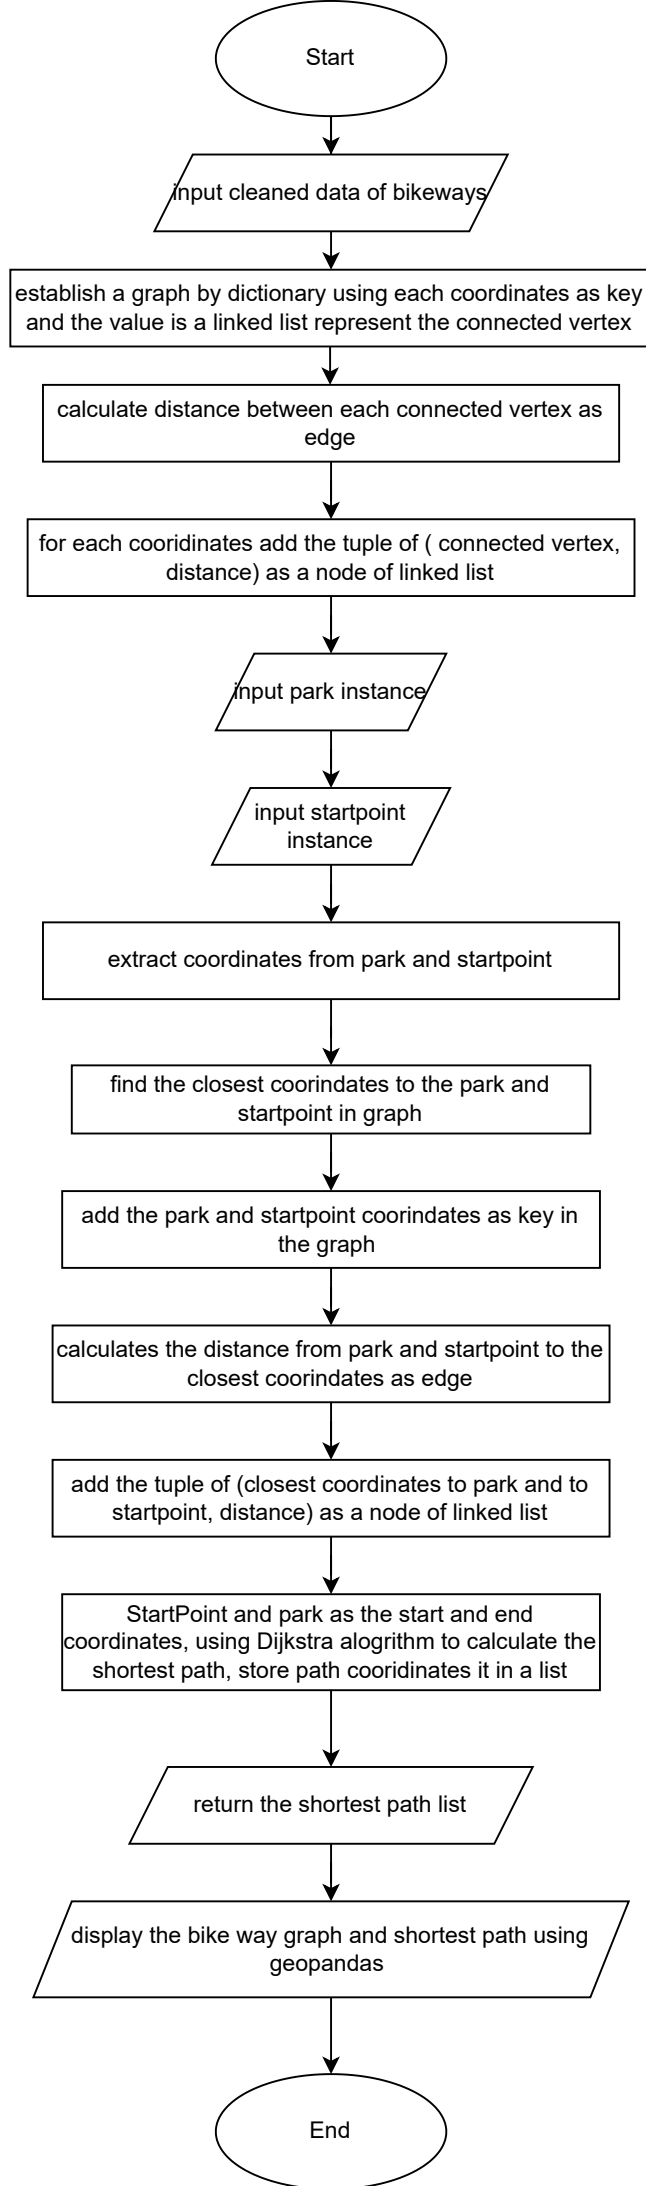 Start
input cleaned data of bikeways
establish a graph by dictionary using each coordinates as key
and the value is a linked list represent the connected vertex
calculate distance between each connected vertex as
edge
for each cooridinates add the tuple of ( connected vertex,
distance) as a node of linked list
input park instance
input startpoint
instance
extract coordinates from park and startpoint
find the closest coorindates to the park and
startpoint in graph
add the park and startpoint coorindates as key in
the graph
calculates the distance from park and startpoint to the
closest coorindates as edge
add the tuple of (closest coordinates to park and to
startpoint, distance) as a node of linked list
StartPoint and park as the start and end
coordinates, using Dijkstra alogrithm to calculate the
shortest path, store path cooridinates it in a list
return the shortest path list
display the bike way graph and shortest path using
geopandas
End